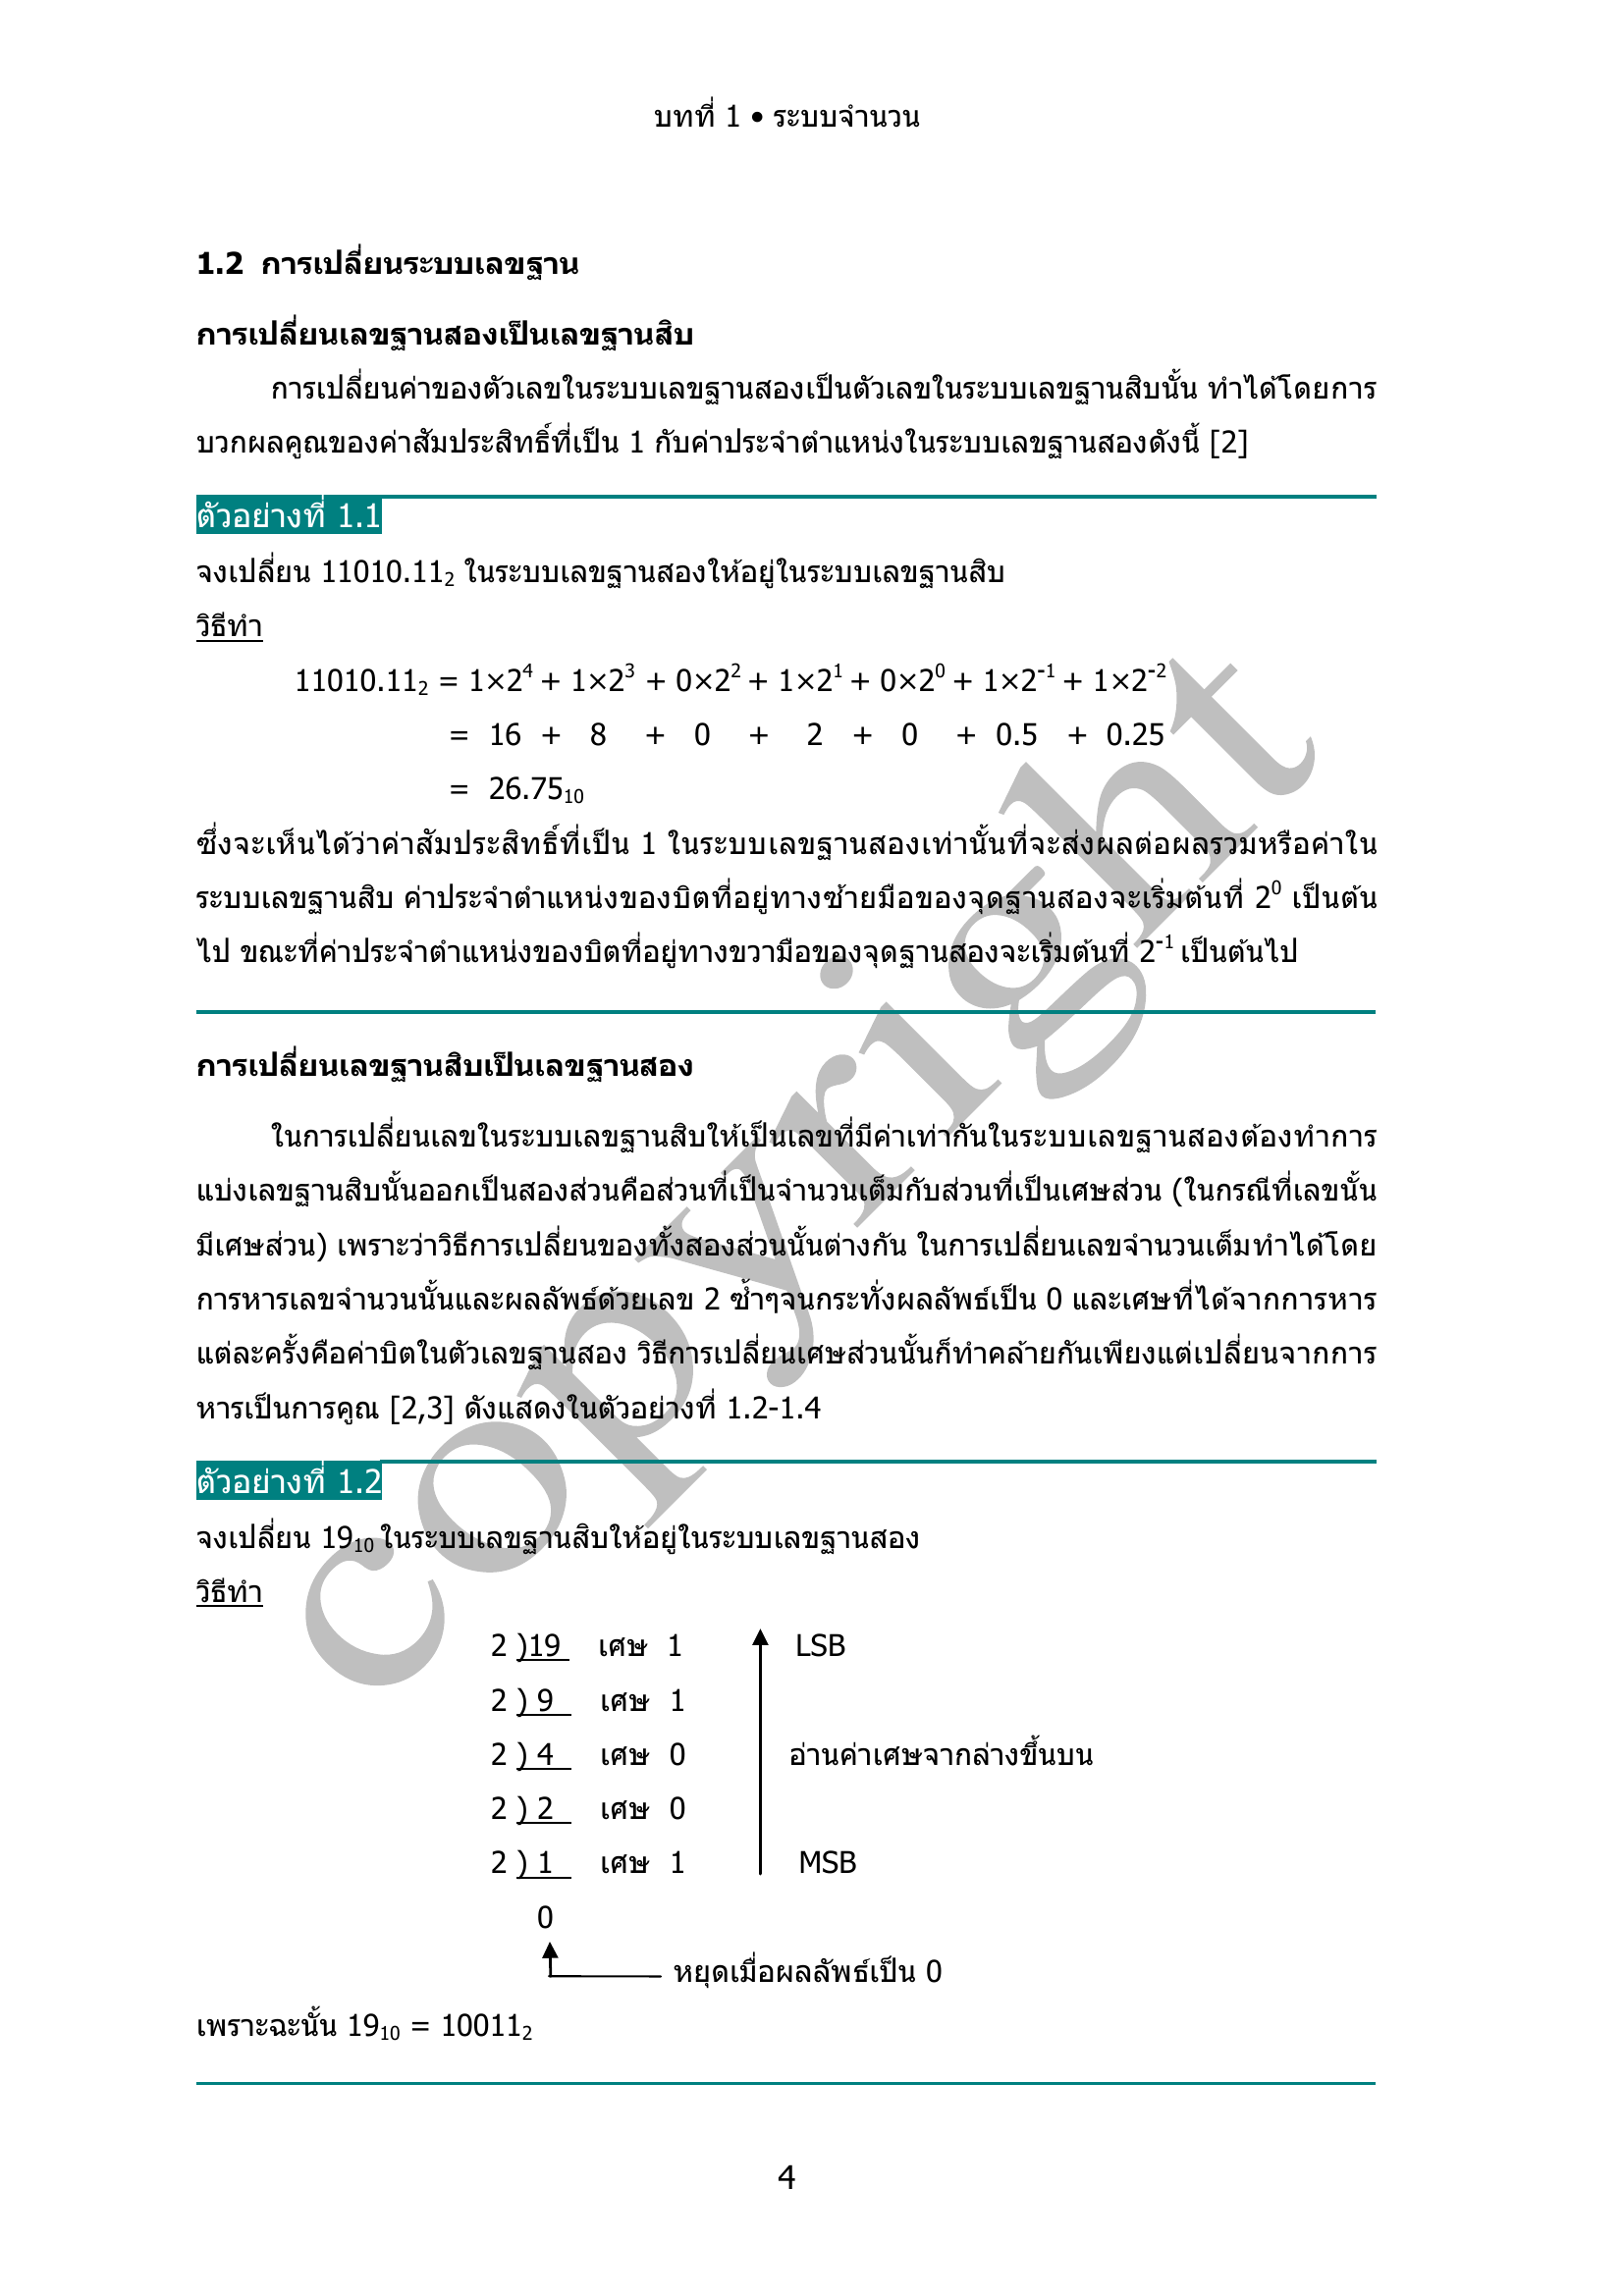 บทที่ 1 • ระบบจำนวน
1.2 การเปลี่ยนระบบเลขฐาน
การเปลี่ยนเลขฐานสองเป็นเลขฐานสิบ
การเปลี่ยนค่าของตัวเลขในระบบเลขฐานสองเป็นตัวเลขในระบบเลขฐานสิบนั้น ทำได้โดยการ
บวกผลคูณของค่าสัมประสิทธิ์ที่เป็น 1 กับค่าประจำตำแหน่งในระบบเลขฐานสองดังนี้ [2]
ตัวอย่างที่ 1.1
จงเปลี่ยน 11010.11₂ ในระบบเลขฐานสองให้อยู่ในระบบเลขฐานสิบ
วิธีทำ
11010.11₂ = 1×2⁴ + 1×2³ + 0×2² + 1×2¹ + 0×2⁰ + 1×2⁻¹ + 1×2⁻²
= 16 + 8 + 0 + 2 + 0 + 0.5 + 0.25
= 26.75₁₀
ซึ่งจะเห็นได้ว่าค่าสัมประสิทธิ์ที่เป็น 1 ในระบบเลขฐานสองเท่านั้นที่จะส่งผลต่อผลรวมหรือค่าใน
ระบบเลขฐานสิบ ค่าประจำตำแหน่งของบิตที่อยู่ทางซ้ายมือของจุดฐานสองจะเริ่มต้นที่ 2⁰ เป็นต้น
ไป ขณะที่ค่าประจำตำแหน่งของบิตที่อยู่ทางขวามือของจุดฐานสองจะเริ่มต้นที่ 2⁻¹ เป็นต้นไป
การเปลี่ยนเลขฐานสิบเป็นเลขฐานสอง
ในการเปลี่ยนเลขในระบบเลขฐานสิบให้เป็นเลขที่มีค่าเท่ากันในระบบเลขฐานสองต้องทำการ
แบ่งเลขฐานสิบนั้นออกเป็นสองส่วนคือส่วนที่เป็นจำนวนเต็มกับส่วนที่เป็นเศษส่วน (ในกรณีที่เลขนั้น
มีเศษส่วน) เพราะว่าวิธีการเปลี่ยนของทั้งสองส่วนนั้นต่างกัน ในการเปลี่ยนเลขจำนวนเต็มทำได้โดย
การหารเลขจำนวนนั้นและผลลัพธ์ด้วยเลข 2 ซ้ำๆจนกระทั่งผลลัพธ์เป็น 0 และเศษที่ได้จากการหาร
แต่ละครั้งคือค่าบิตในตัวเลขฐานสอง วิธีการเปลี่ยนเศษส่วนนั้นก็ทำคล้ายกันเพียงแต่เปลี่ยนจากการ
หารเป็นการคูณ [2,3] ดังแสดงในตัวอย่างที่ 1.2-1.4
ตัวอย่างที่ 1.2
จงเปลี่ยน 19₁₀ ในระบบเลขฐานสิบให้อยู่ในระบบเลขฐานสอง
วิธีทำ
2 )19 เศษ 1 LSB
2 ) 9 เศษ 1
2 ) 4 เศษ 0 อ่านค่าเศษจากล่างขึ้นบน
2 ) 2 เศษ 0
2 ) 1 เศษ 1 MSB
0
หยุดเมื่อผลลัพธ์เป็น 0
เพราะฉะนั้น 19₁₀ = 10011₂
4
copyright